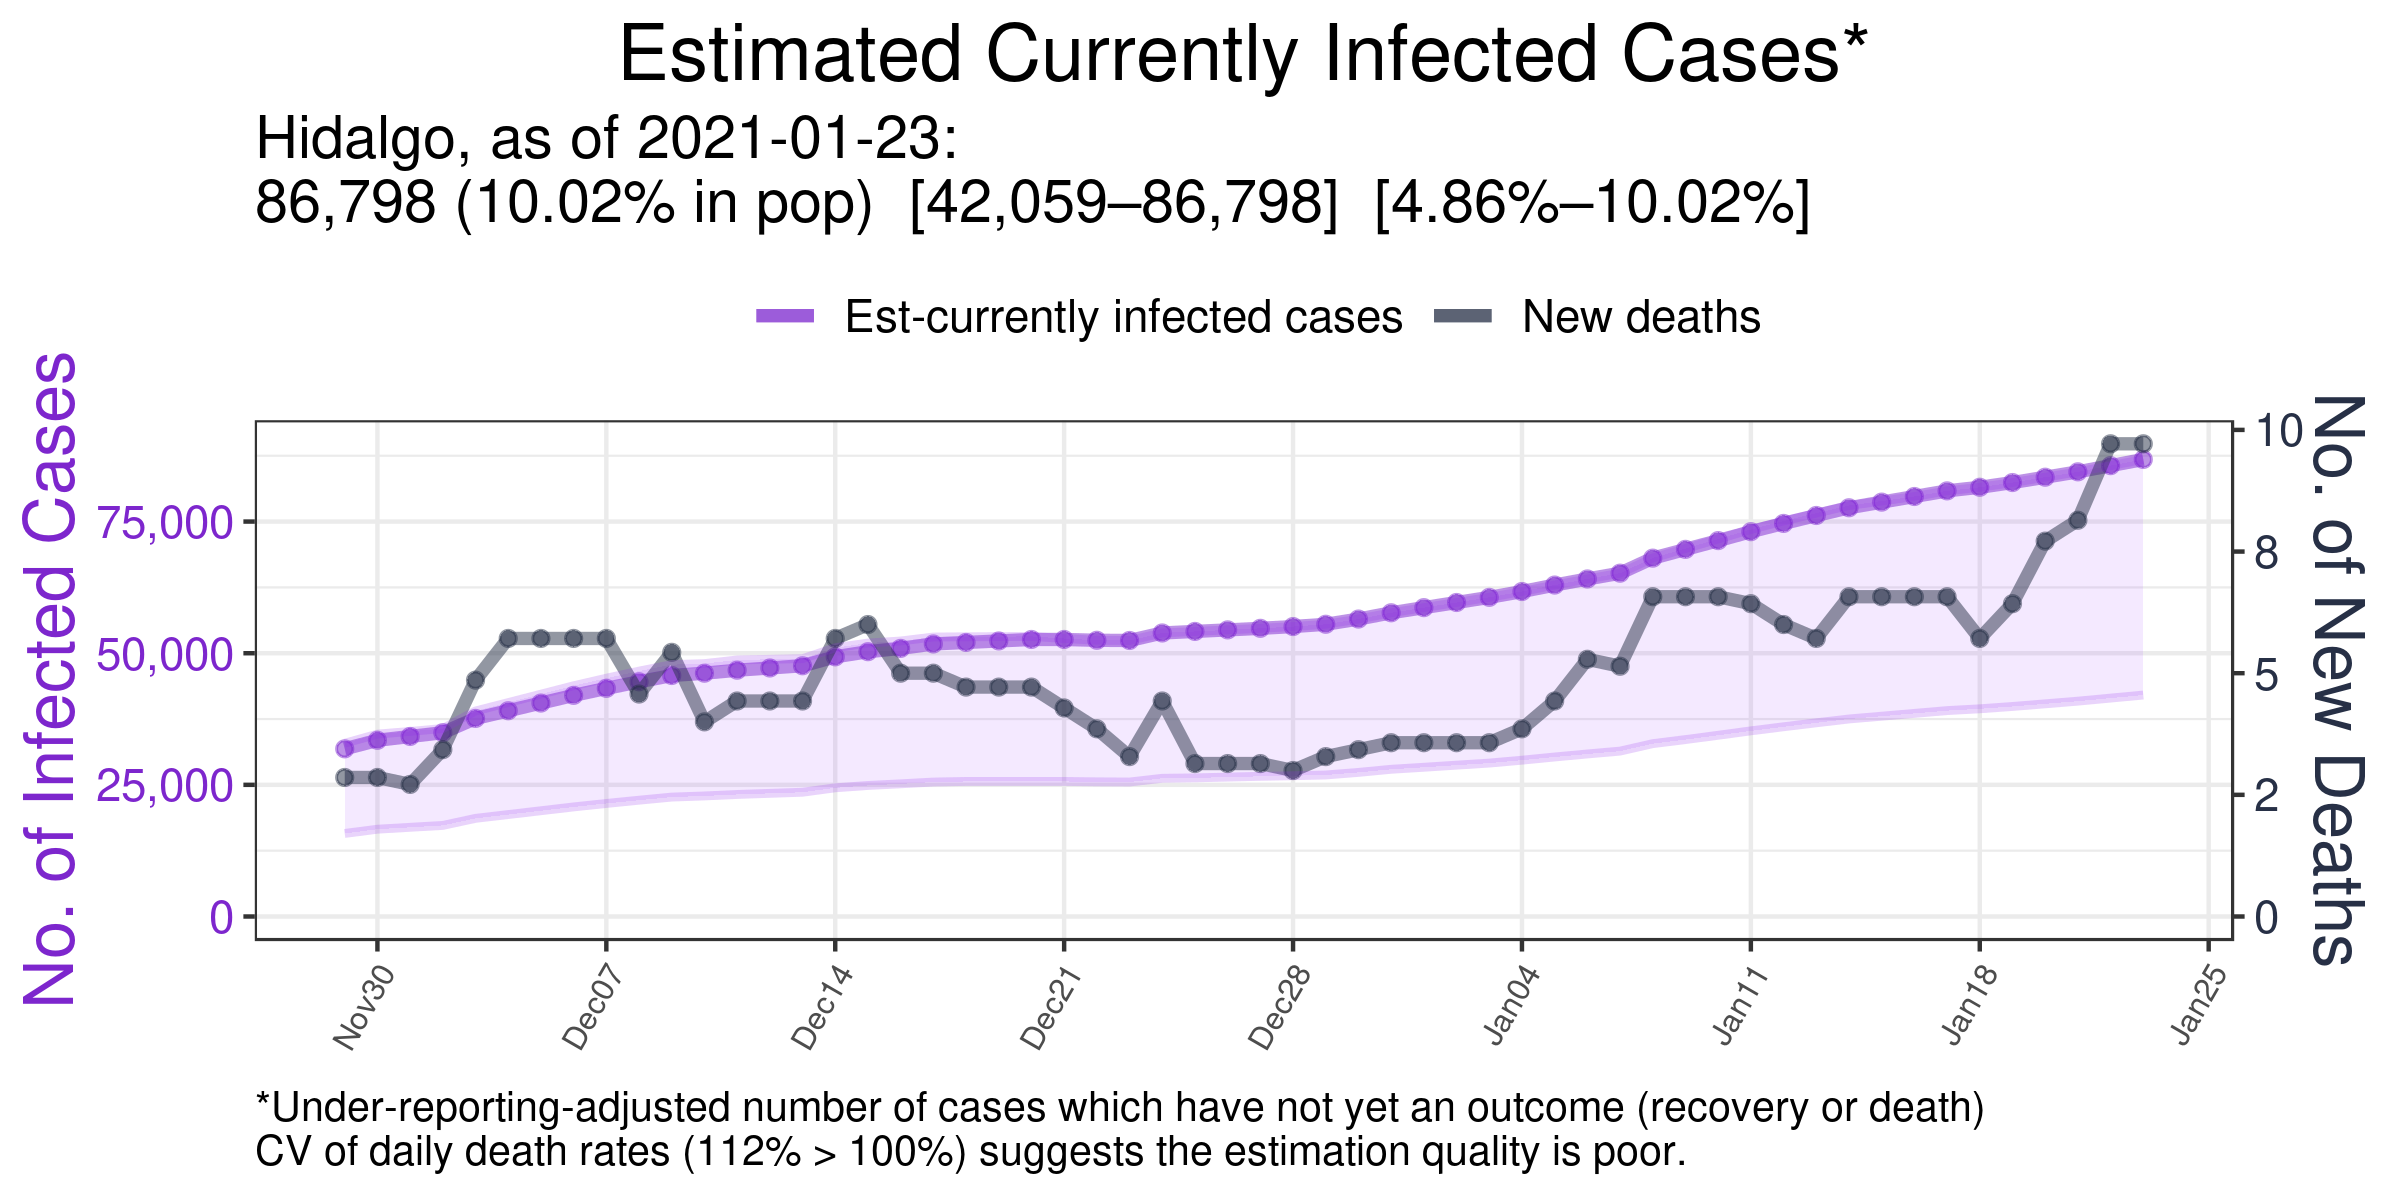 Estimated Currently Infected Cases*
Hidalgo, as of 2021-01-23:
86,798 (10.02% in pop)  [42,059–86,798]  [4.86%–10.02%]
Est-currently infected cases
New deaths
No. of Infected Cases
75,000
50,000
25,000
0
10
8
5
2
0
No. of New Deaths
Nov30
Dec07
Dec14
Dec21
Dec28
Jan04
Jan11
Jan18
Jan25
*Under-reporting-adjusted number of cases which have not yet an outcome (recovery or death)
CV of daily death rates (112% > 100%) suggests the estimation quality is poor.